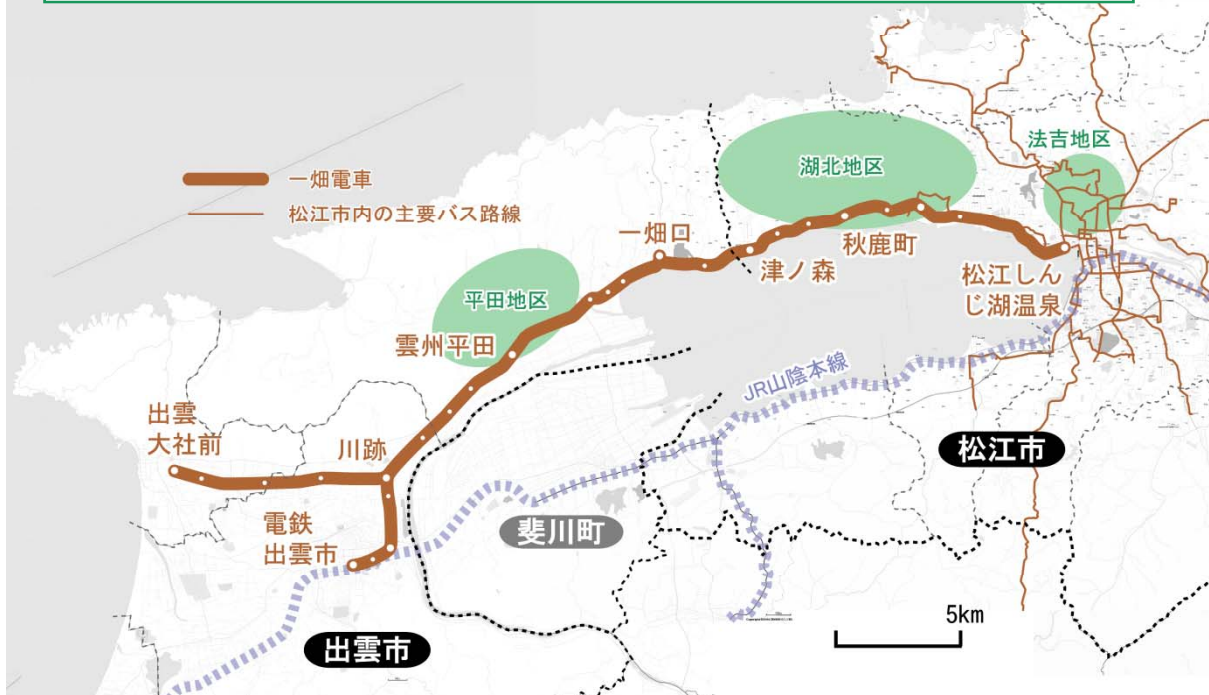 一畑電車
松江市内の主要バス路線
湖北地区
法吉地区
一畑口
秋鹿町
津ノ森
松江しん
じ湖温泉
平田地区
雲州平田
JR山陰本線
出雲
大社前
川跡
松江市
電鉄
出雲市
斐川町
5km
出雲市